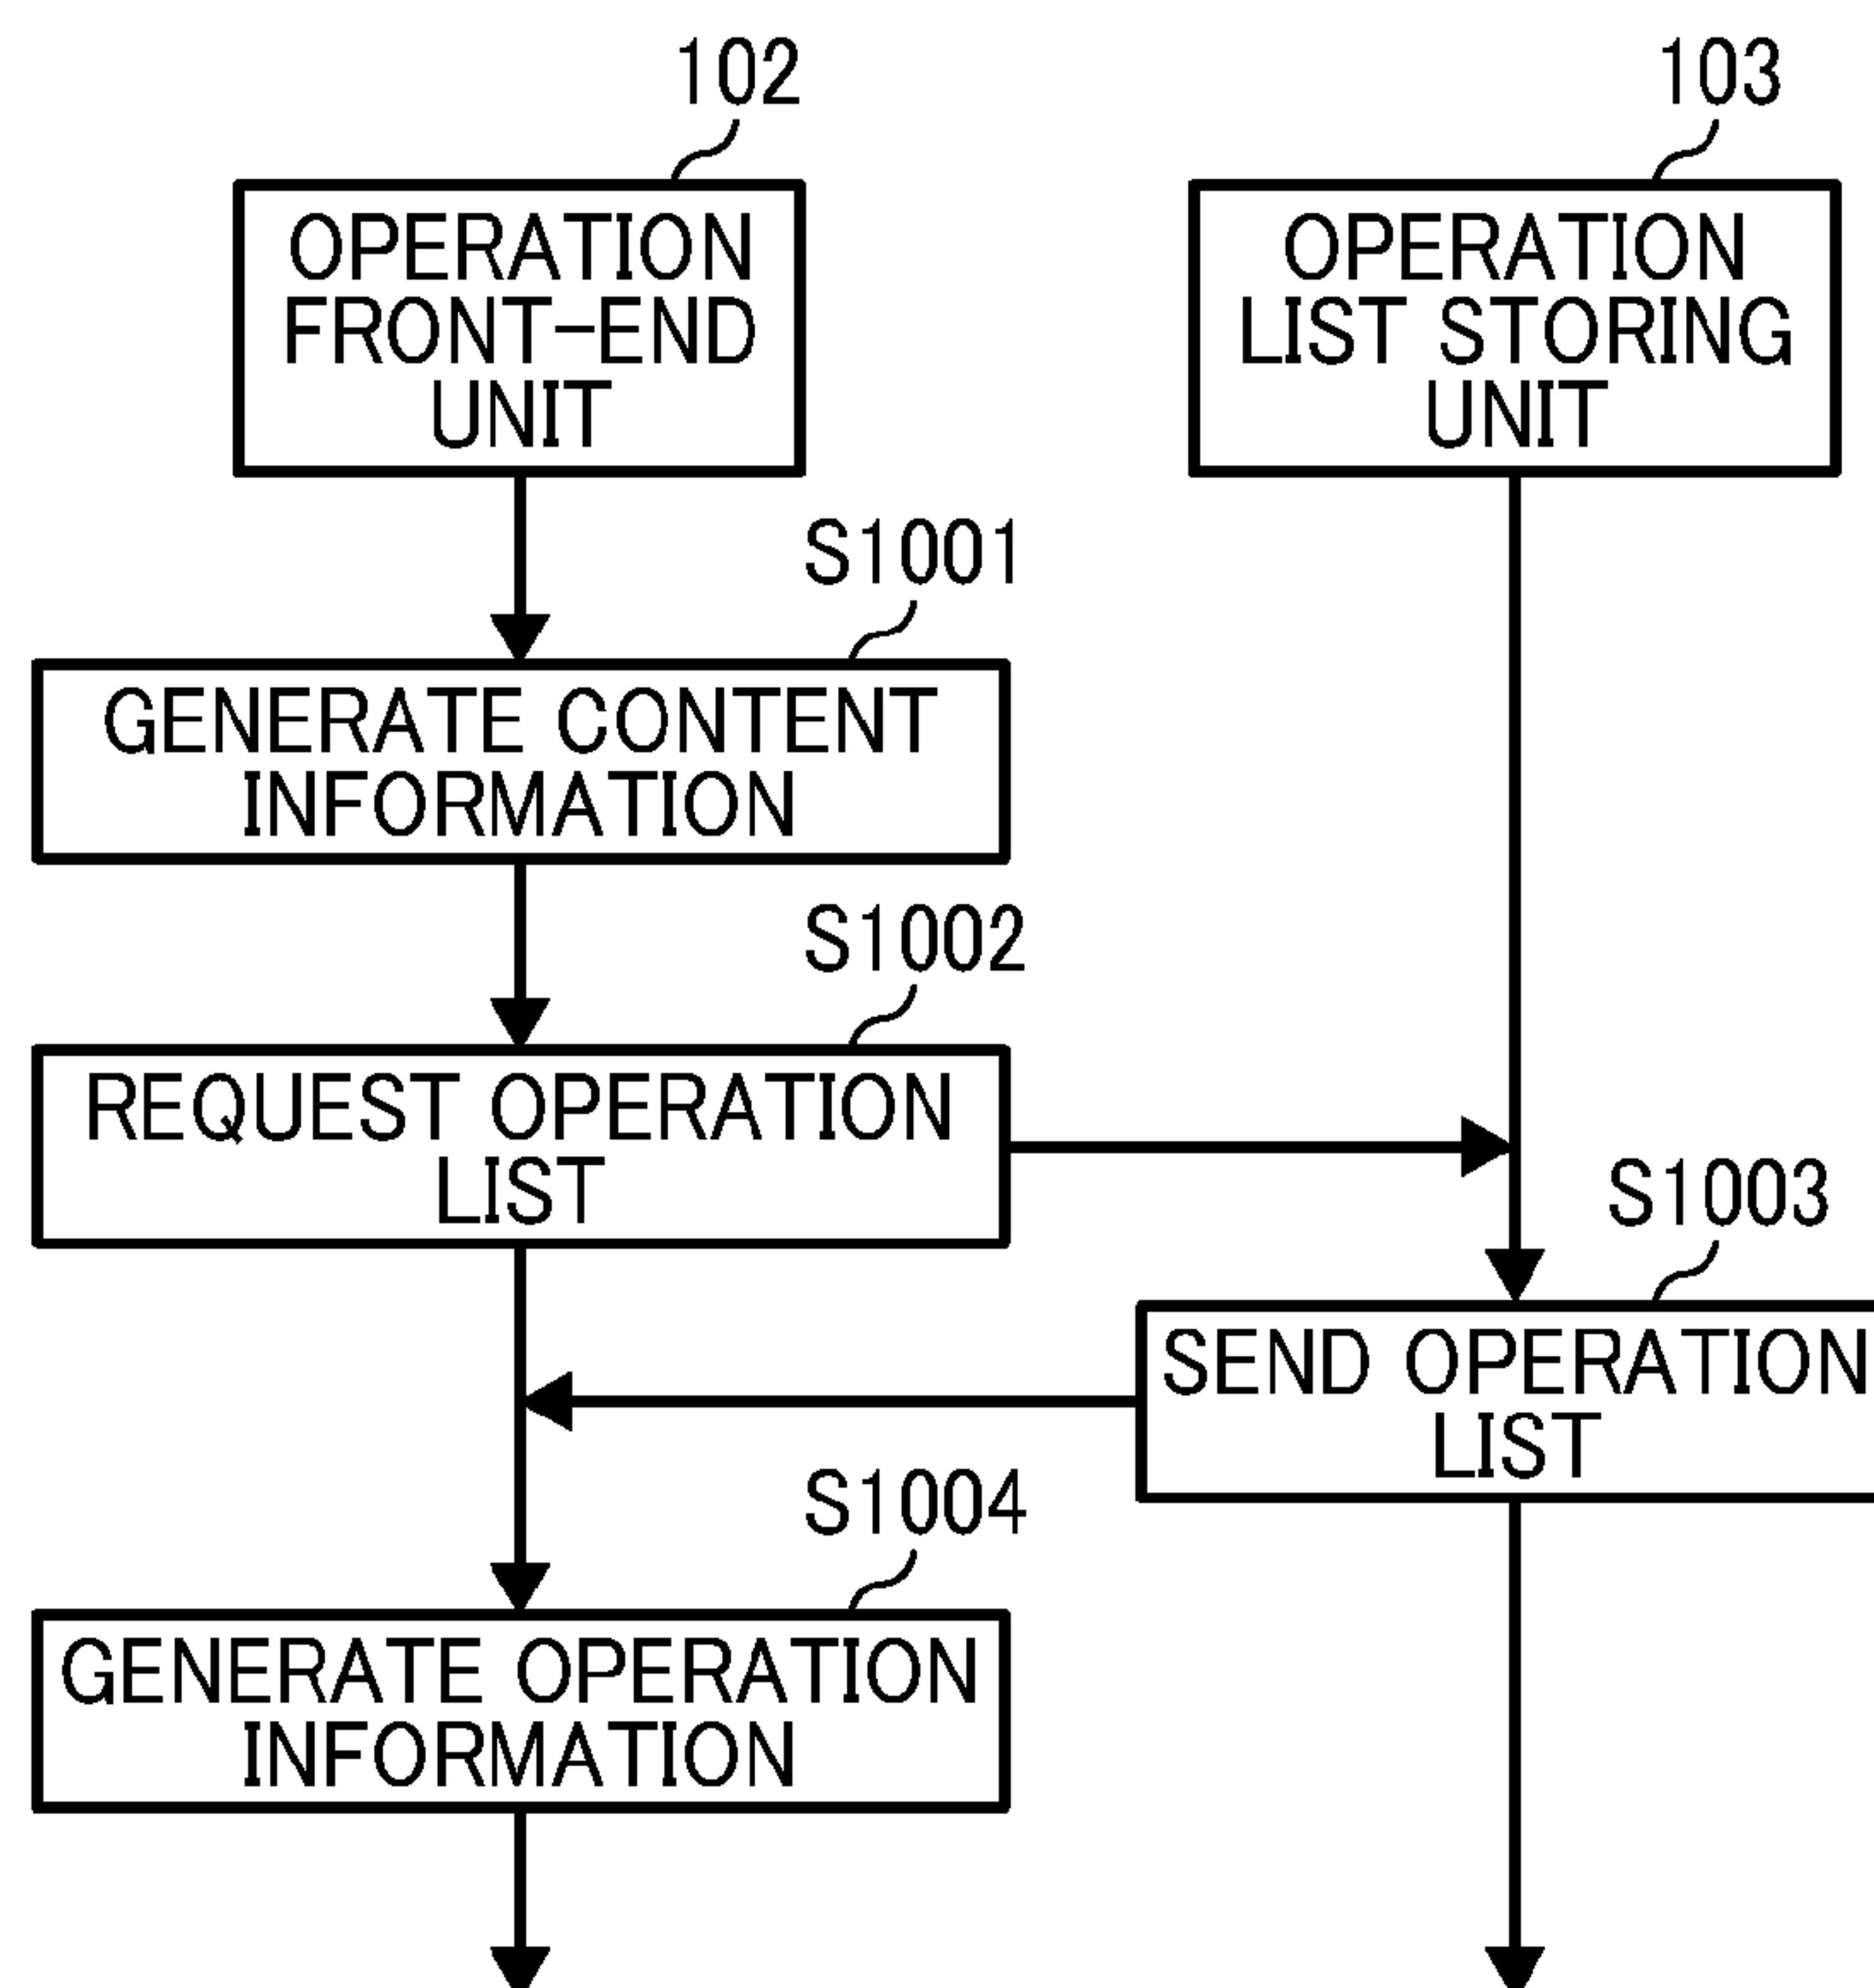 102
OPERATION
FRONT-END
UNIT
103
OPERATION
LIST STORING
UNIT
S1001
GENERATE CONTENT
INFORMATION
S1002
REQUEST OPERATION
LIST
S1003
SEND OPERATION
LIST
S1004
GENERATE OPERATION
INFORMATION